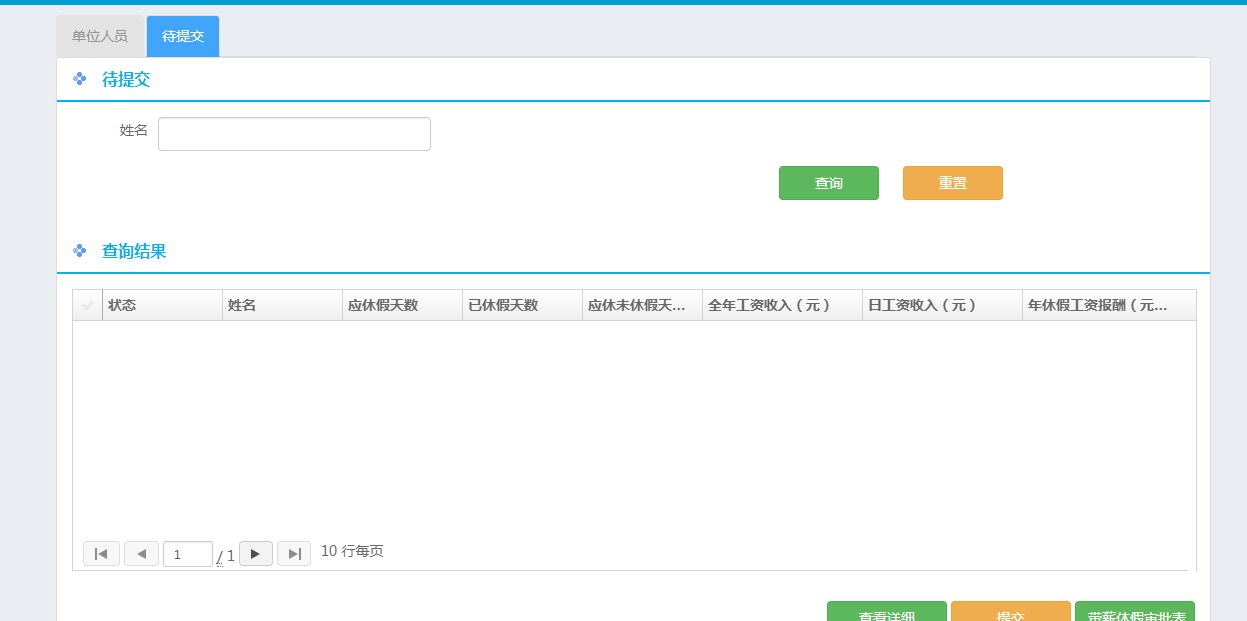 单位人员 待提交
待提交
姓名
查询 重置
查询结果
状态 姓名 应休假天数 已休假天数 应休未休假天... 全年工资收入（元） 日工资收入（元） 年休假工资报酬（元...
1 / 1 10 行每页
查看详细 提交 带薪休假审批表